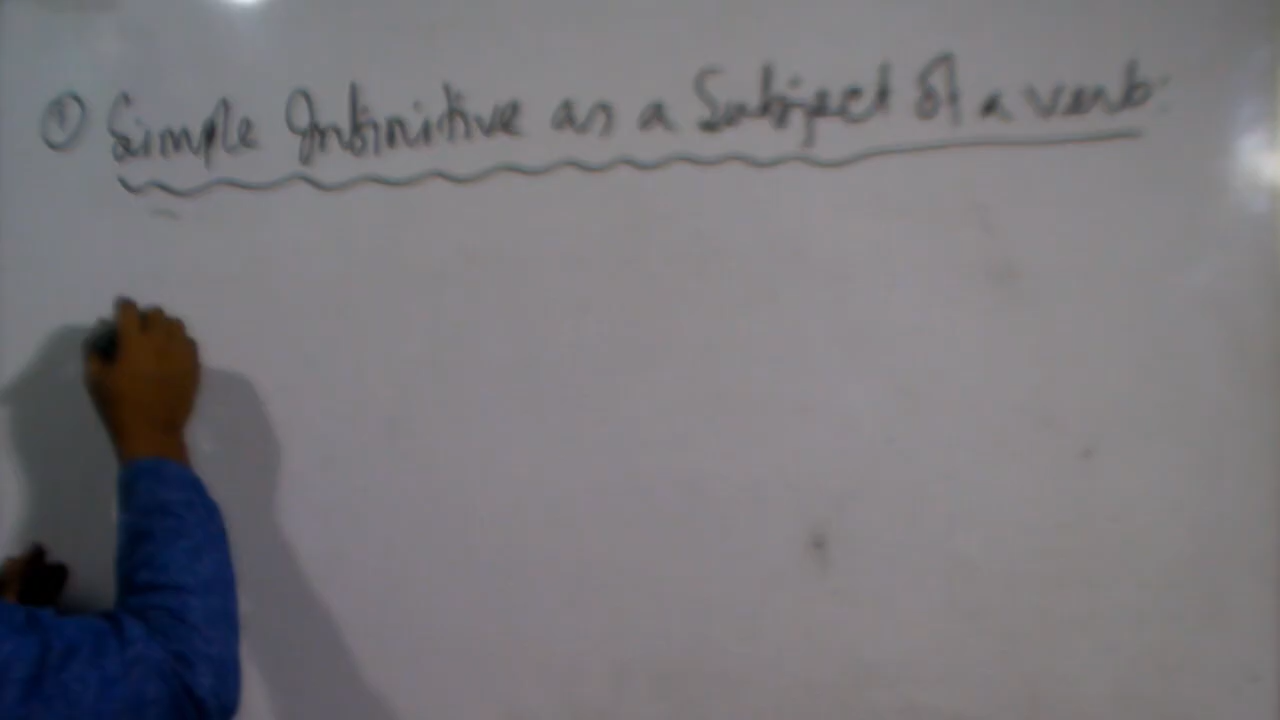 ① Simple Infinitive as a Subject of a verb.